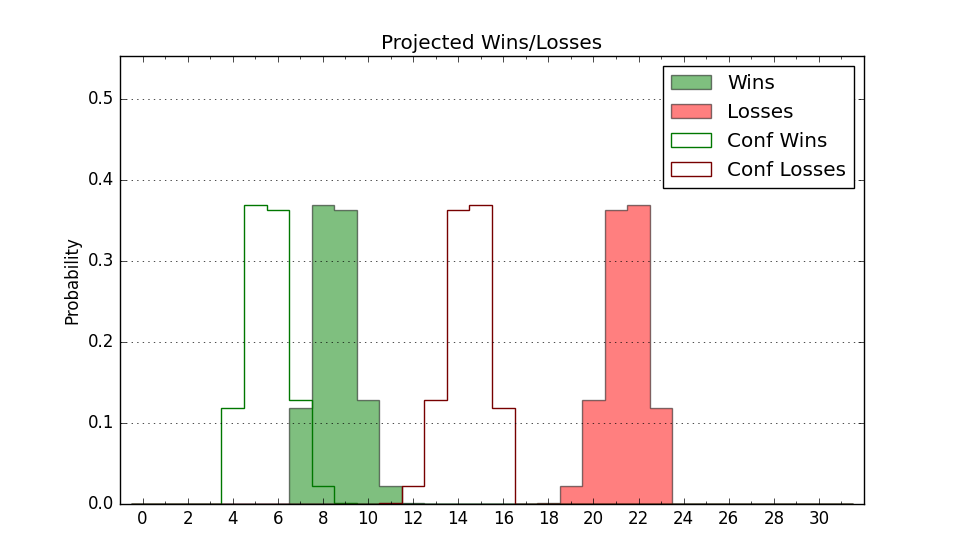 Projected Wins/Losses
Wins
Losses
Conf Wins
Conf Losses
Probability
0.5
0.4
0.3
0.2
0.1
0.0
0 2 4 6 8 10 12 14 16 18 20 22 24 26 28 30